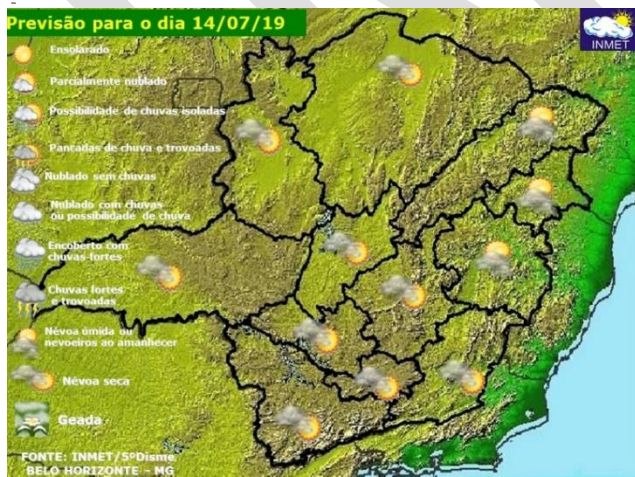 Previsão para o dia 14/07/19
INMET
Ensolarado
Parcialmente nublado
Possibilidade de chuvas isoladas
Pancadas de chuva e trovoadas
Nublado sem chuvas
Nublado com chuvas
ou possibilidade de chuva
Encoberto com
chuvas-fortes
Chuvas fortes
e trovoadas
Névoa úmida ou
nevoeiros ao amanhecer
Névoa seca
Geada
FONTE: INMET/5ºDisme
BELO HORIZONTE - MG